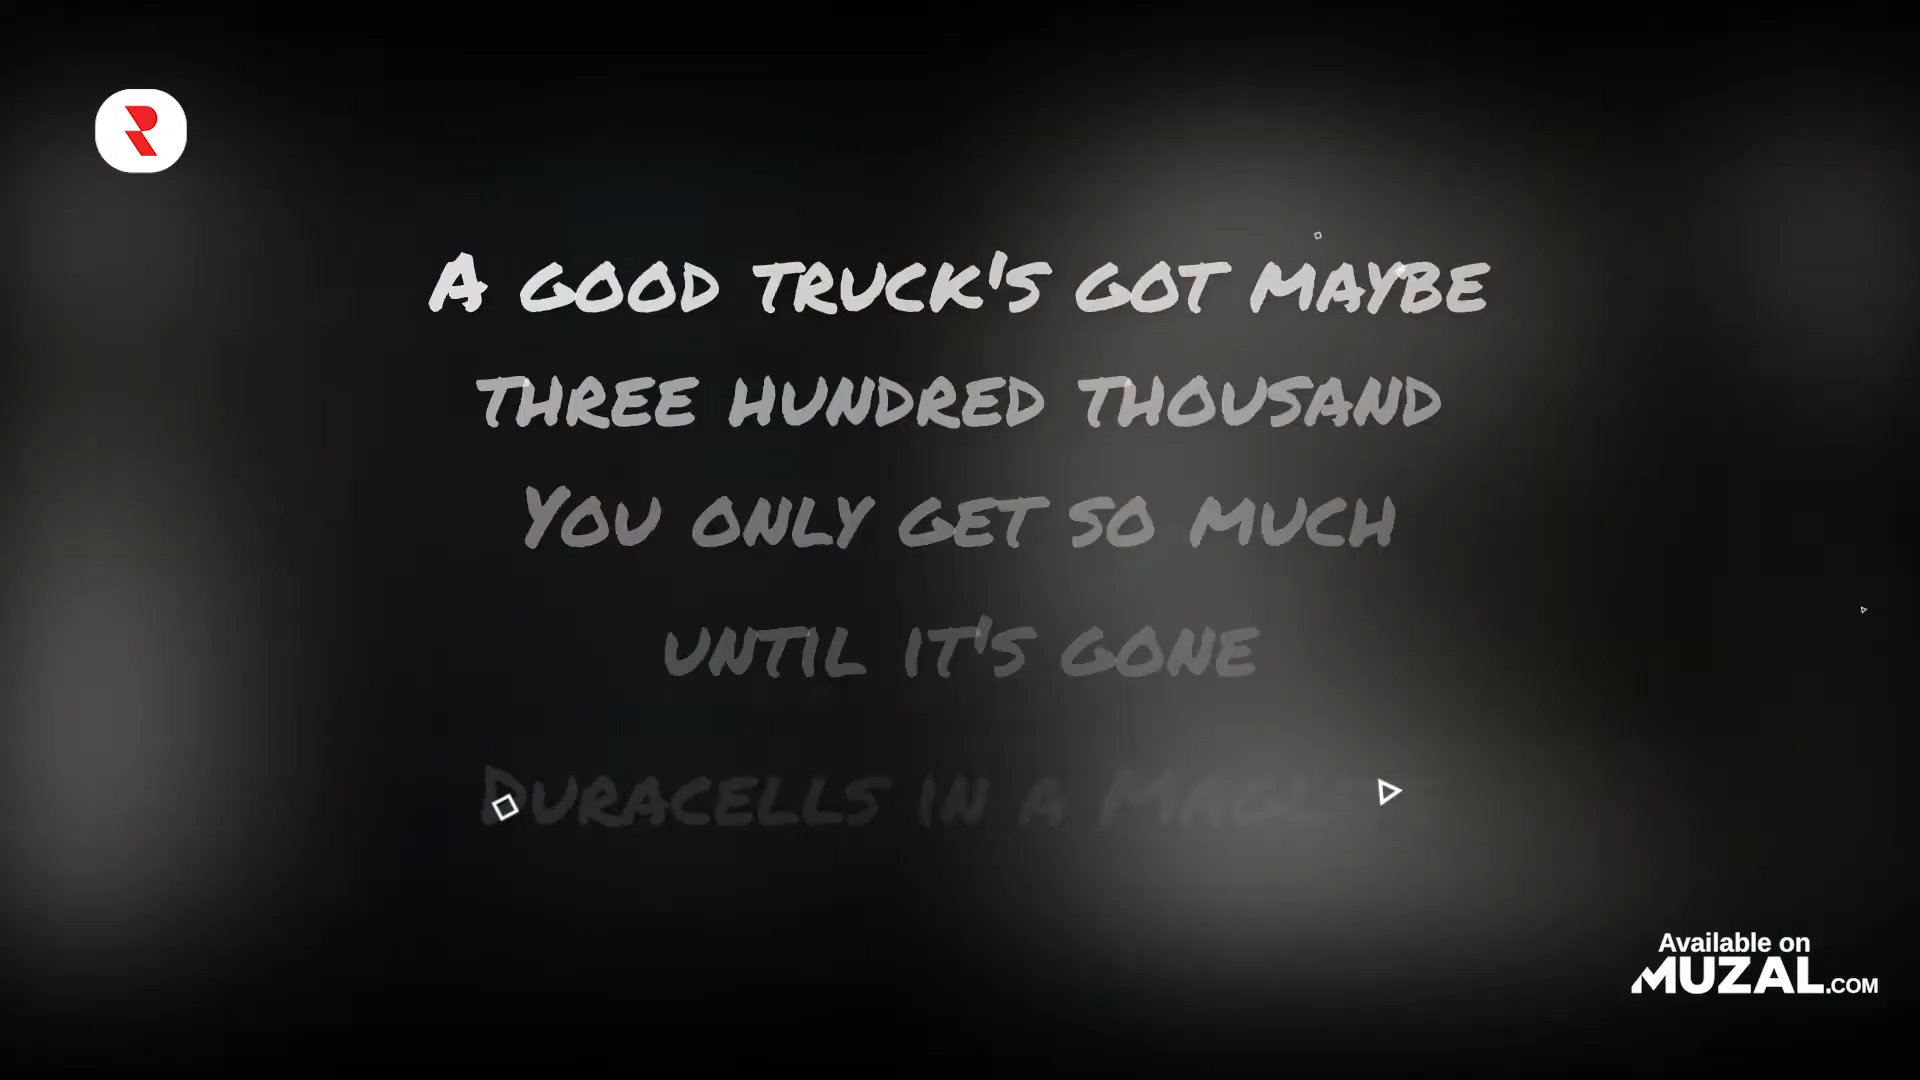 A GOOD TRUCK'S GOT MAYBE
THREE HUNDRED THOUSAND
YOU ONLY GET SO MUCH
UNTIL IT'S GONE
DURACELLS IN A MAGLITE
Available on
MUZAL.COM